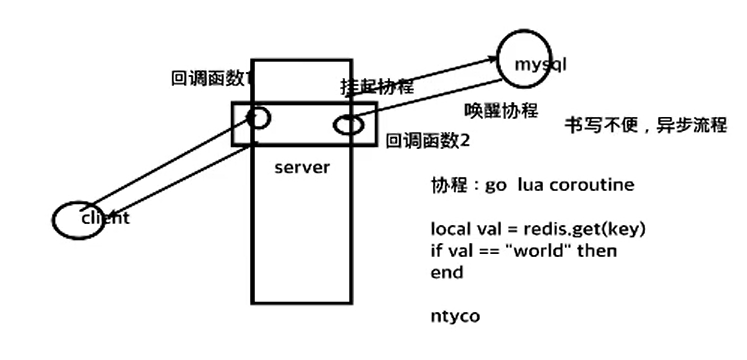 mysql
回调函数1
挂起协程
唤醒协程
书写不便，异步流程
回调函数2
server
client
协程：go lua coroutine
local val = redis.get(key)
if val == "world" then
end
ntyco